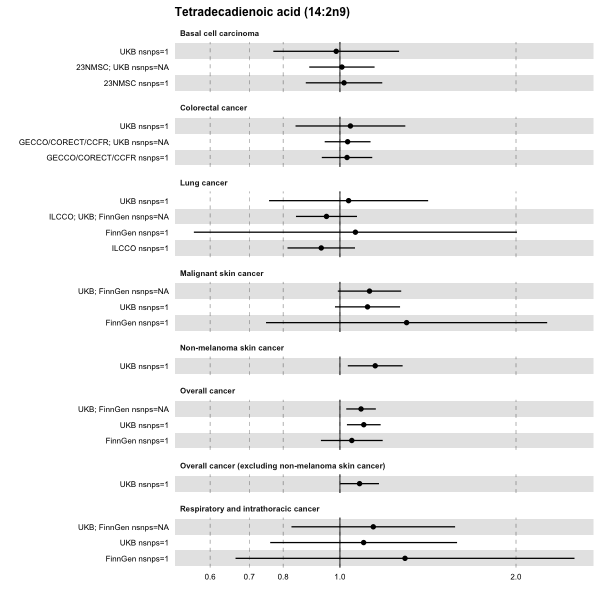 Tetradecadienoic acid (14:2n9)
Basal cell carcinoma
UKB nsnps=1
23NMSC; UKB nsnps=NA
23NMSC nsnps=1
Colorectal cancer
UKB nsnps=1
GECCO/CORECT/CCFR; UKB nsnps=NA
GECCO/CORECT/CCFR nsnps=1
Lung cancer
UKB nsnps=1
ILCCO; UKB; FinnGen nsnps=NA
FinnGen nsnps=1
ILCCO nsnps=1
Malignant skin cancer
UKB; FinnGen nsnps=NA
UKB nsnps=1
FinnGen nsnps=1
Non-melanoma skin cancer
UKB nsnps=1
Overall cancer
UKB; FinnGen nsnps=NA
UKB nsnps=1
FinnGen nsnps=1
Overall cancer (excluding non-melanoma skin cancer)
UKB nsnps=1
Respiratory and intrathoracic cancer
UKB; FinnGen nsnps=NA
UKB nsnps=1
FinnGen nsnps=1
0.6 0.7 0.8 1.0 2.0